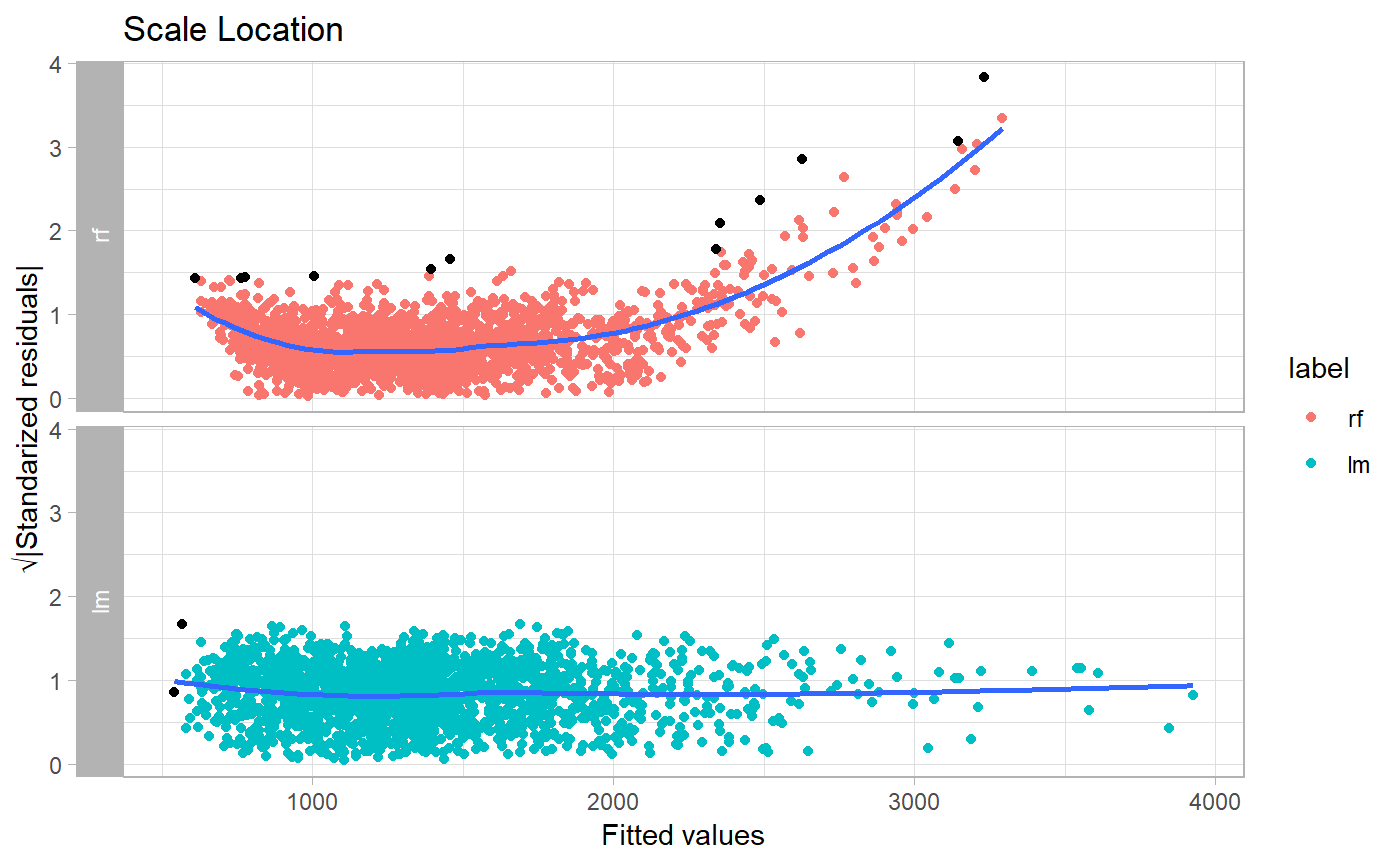 Scale Location
√|Standarized residuals|
rf
4
3
2
1
0
lm
4
3
2
1
0
1000
2000
3000
4000
Fitted values
label
rf
lm